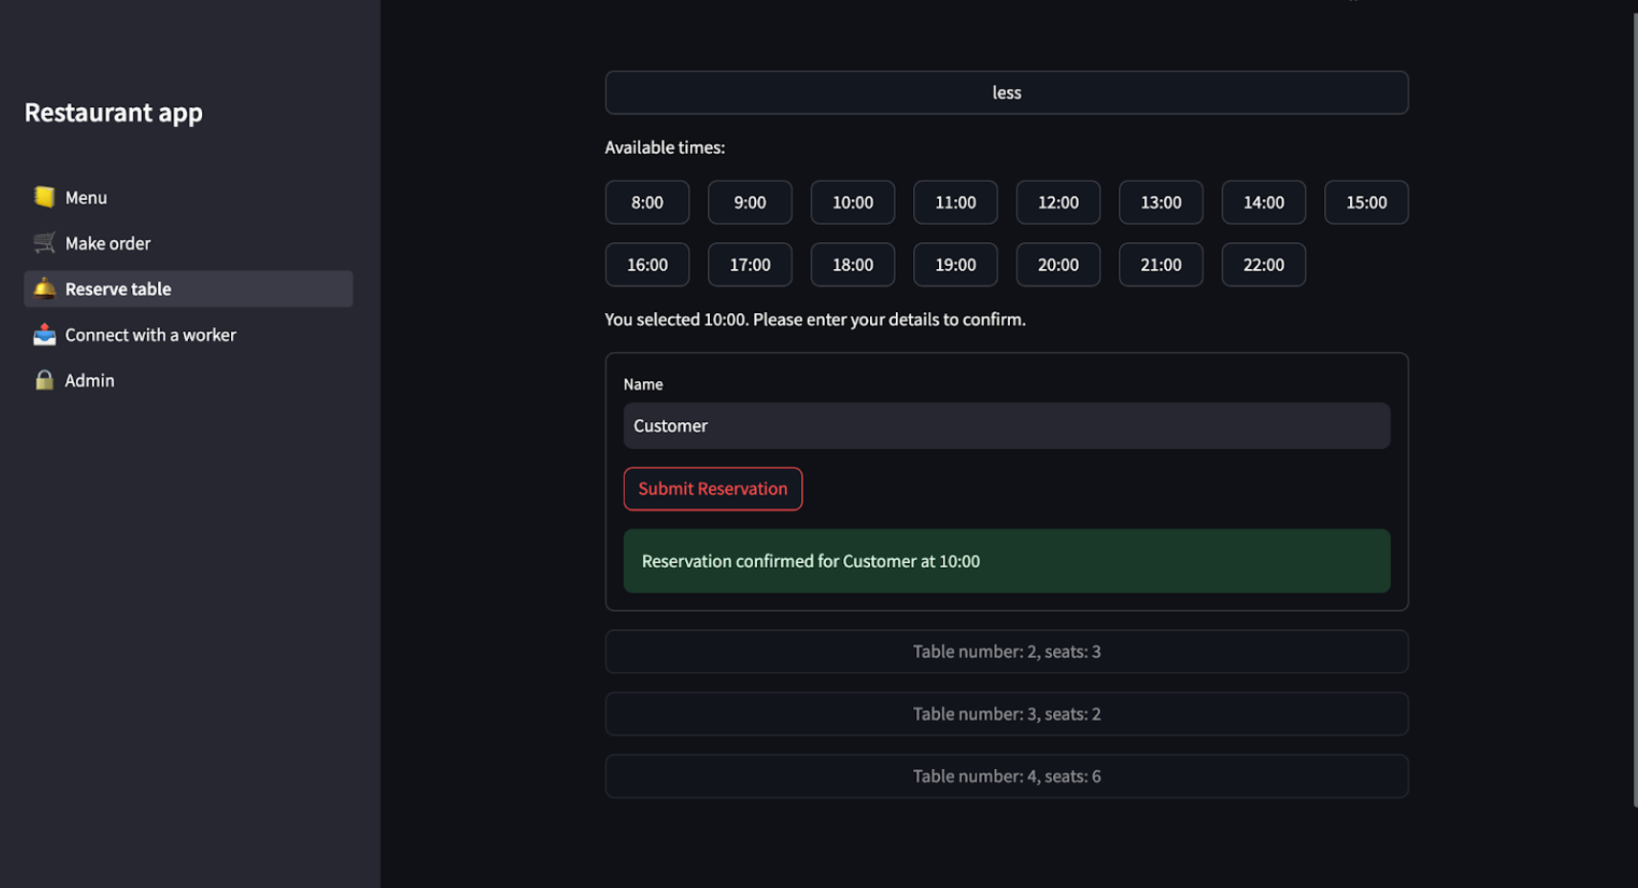 Restaurant app
Menu
Make order
Reserve table
Connect with a worker
Admin
less
Available times:
8:00 9:00 10:00 11:00 12:00 13:00 14:00 15:00
16:00 17:00 18:00 19:00 20:00 21:00 22:00
You selected 10:00. Please enter your details to confirm.
Name
Customer
Submit Reservation
Reservation confirmed for Customer at 10:00
Table number: 2, seats: 3
Table number: 3, seats: 2
Table number: 4, seats: 6